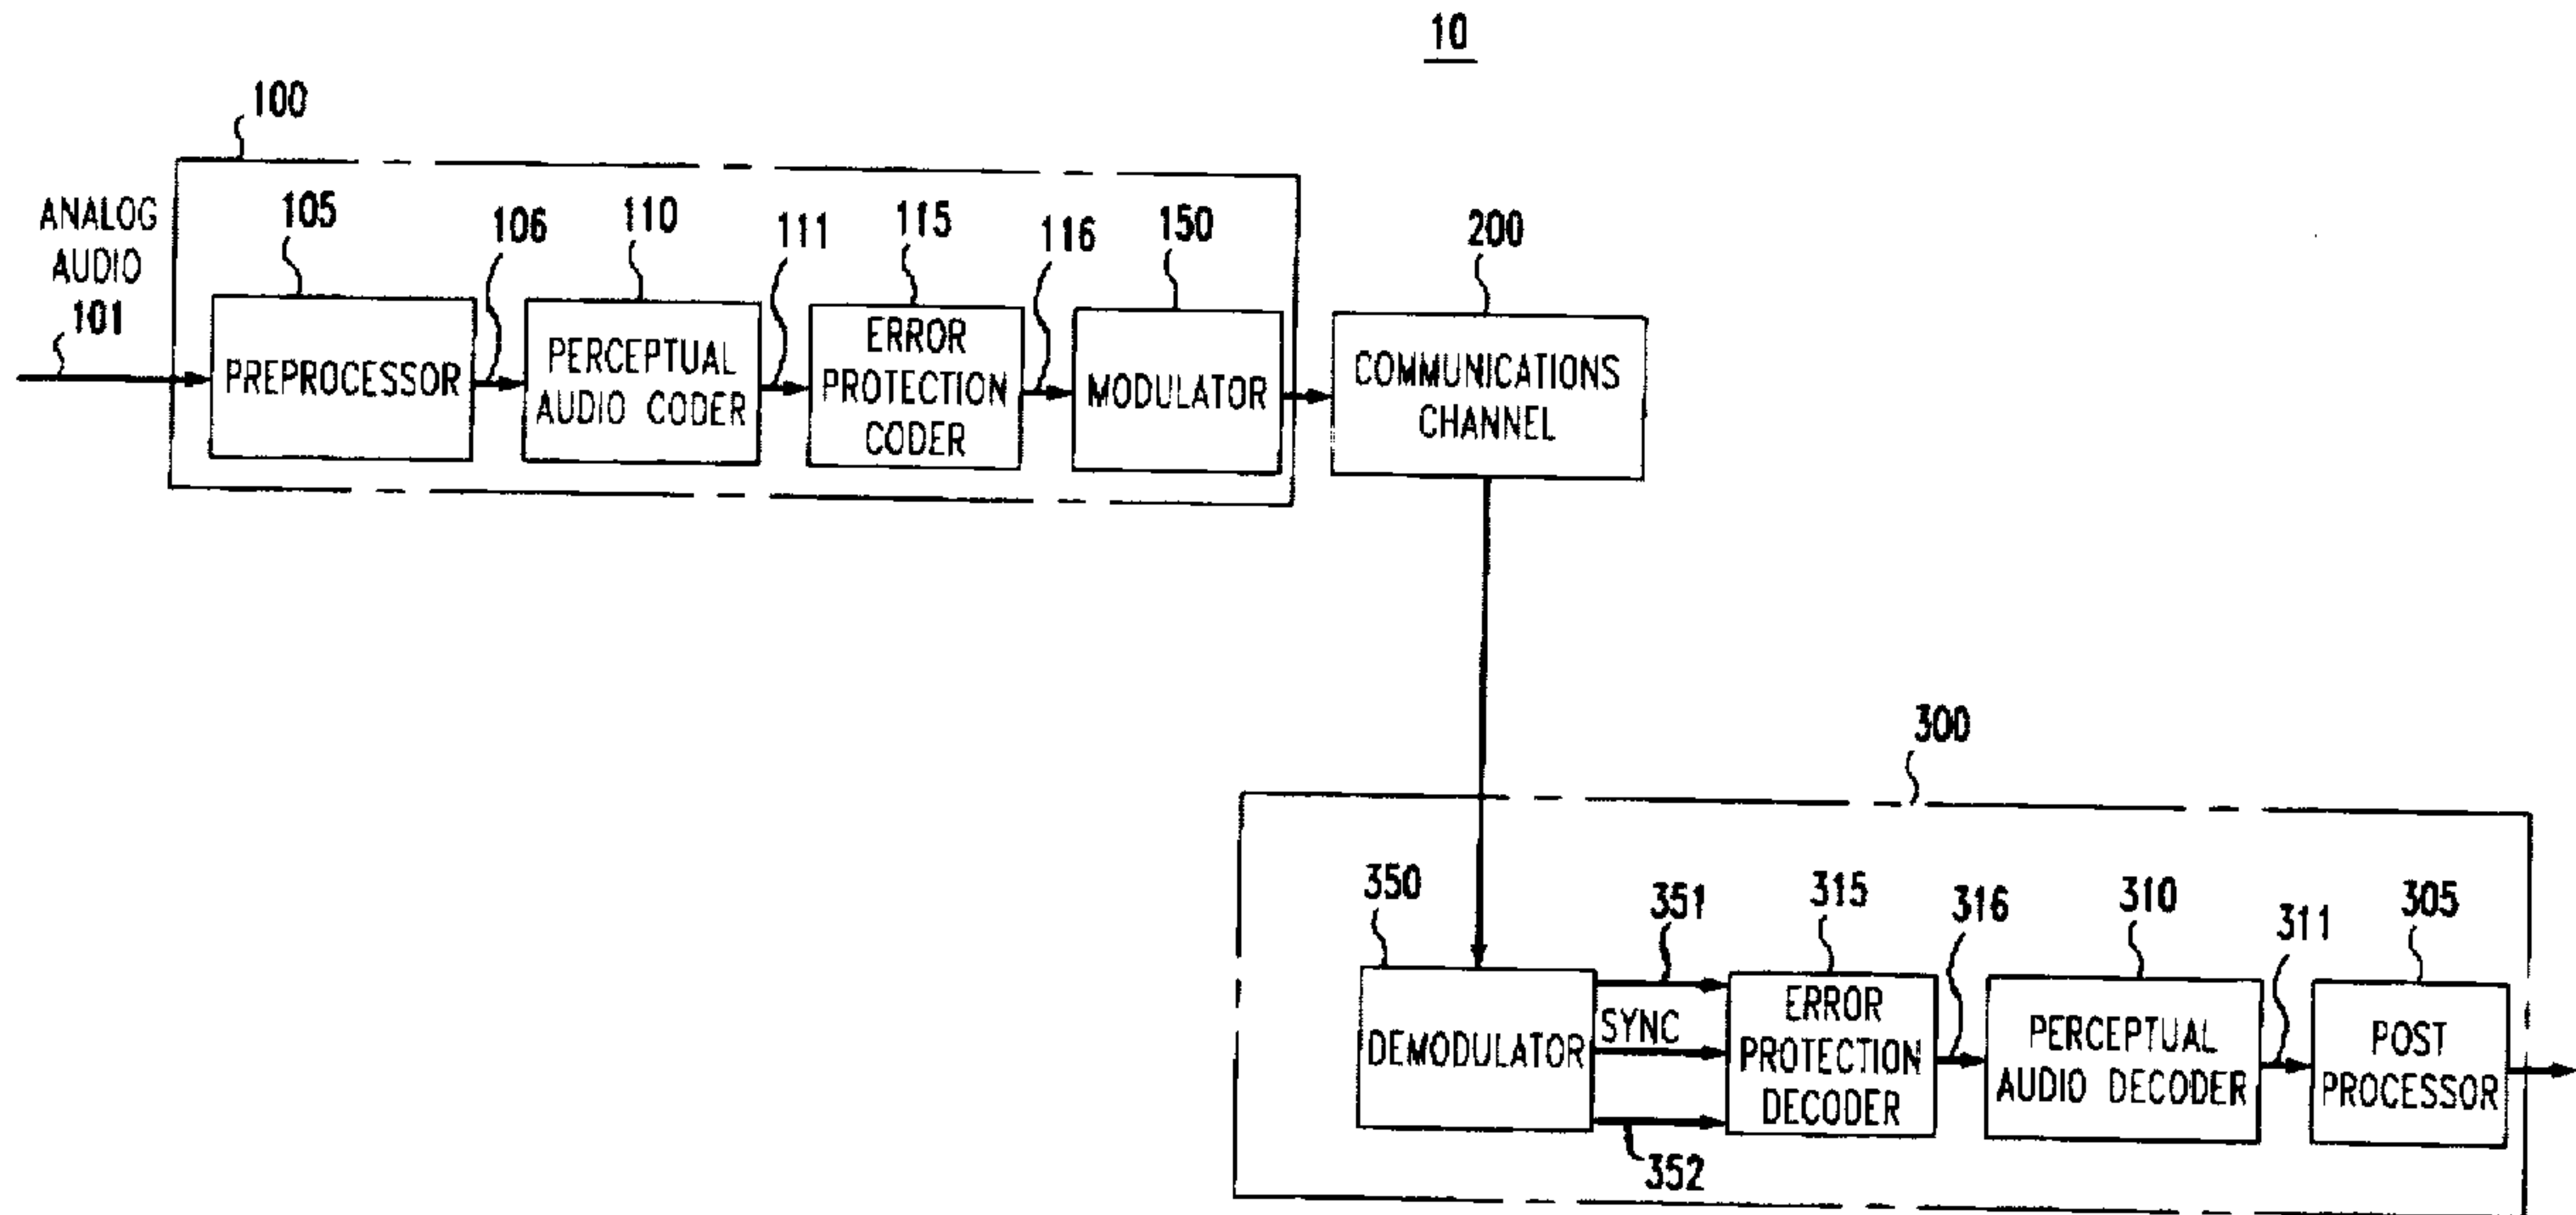 10
100
ANALOG
AUDIO
101
105
106
110
111
115
116
150
200
PREPROCESSOR
PERCEPTUAL
AUDIO CODER
ERROR
PROTECTION
CODER
MODULATOR
COMMUNICATIONS
CHANNEL
300
350
351
315
316
310
311
305
DEMODULATOR
SYNC
352
ERROR
PROTECTION
DECODER
PERCEPTUAL
AUDIO DECODER
POST
PROCESSOR